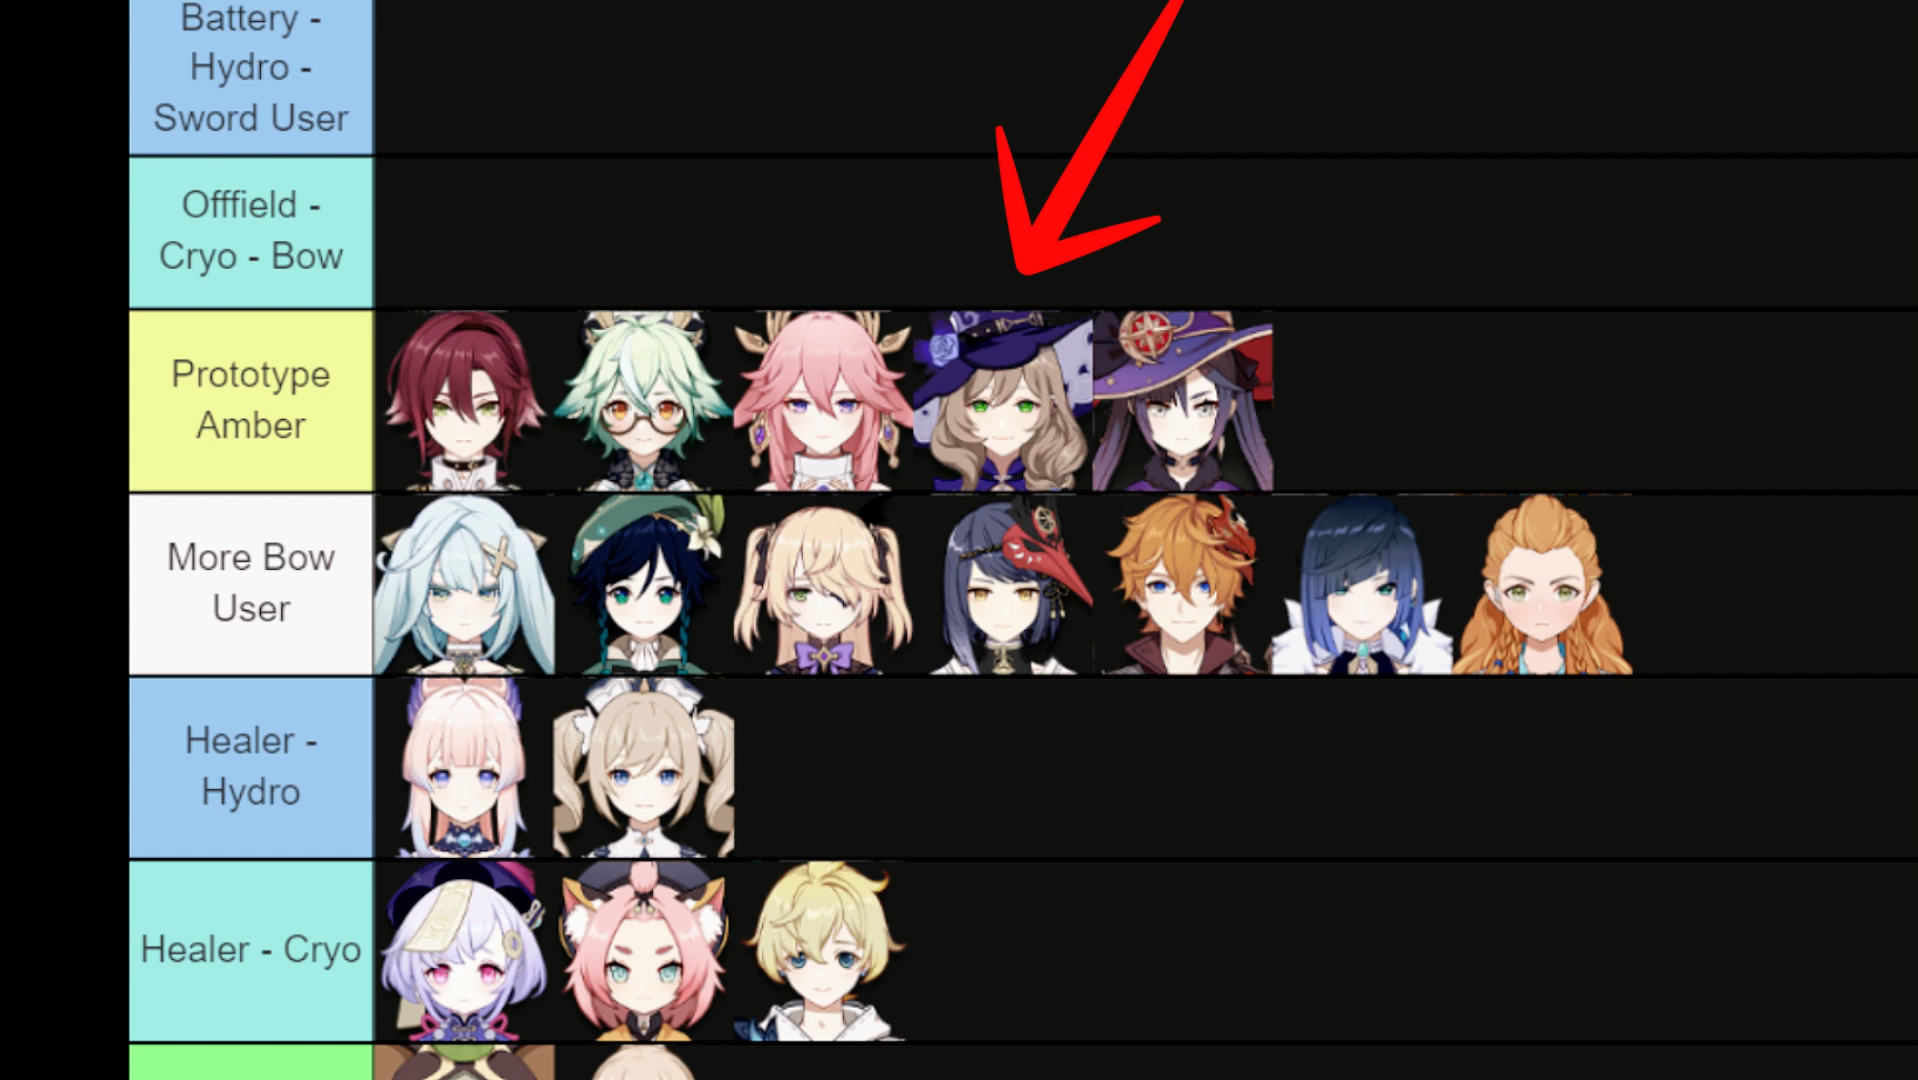 Battery -
Hydro -
Sword User
Offfield -
Cryo - Bow
Prototype
Amber
More Bow
User
Healer -
Hydro
Healer - Cryo